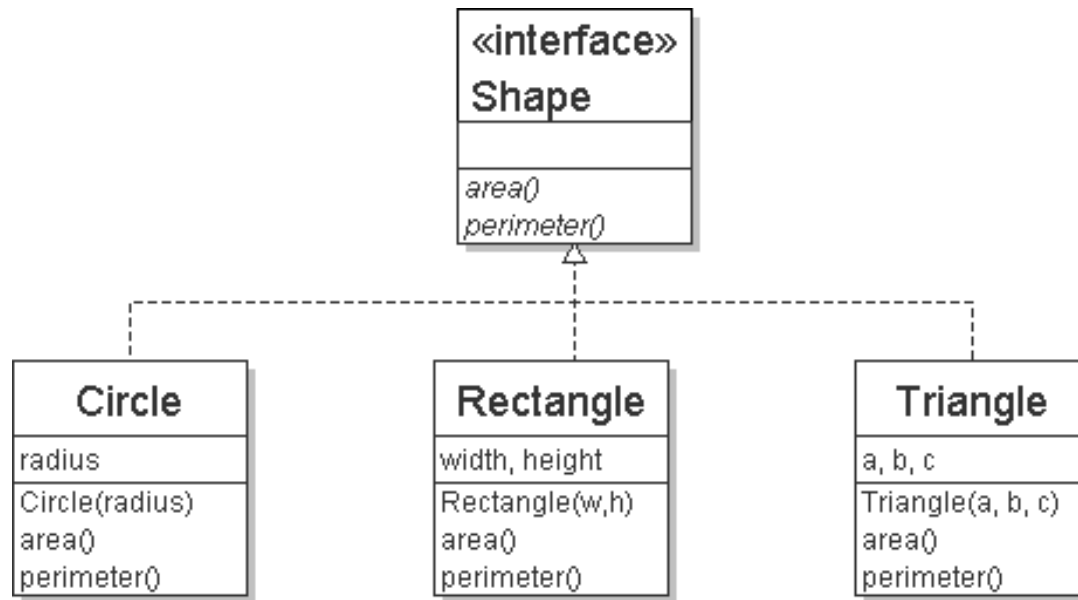 «interface»
Shape
area()
perimeter()
Circle
radius
Circle(radius)
area()
perimeter()
Rectangle
width, height
Rectangle(w,h)
area()
perimeter()
Triangle
a, b, c
Triangle(a, b, c)
area()
perimeter()